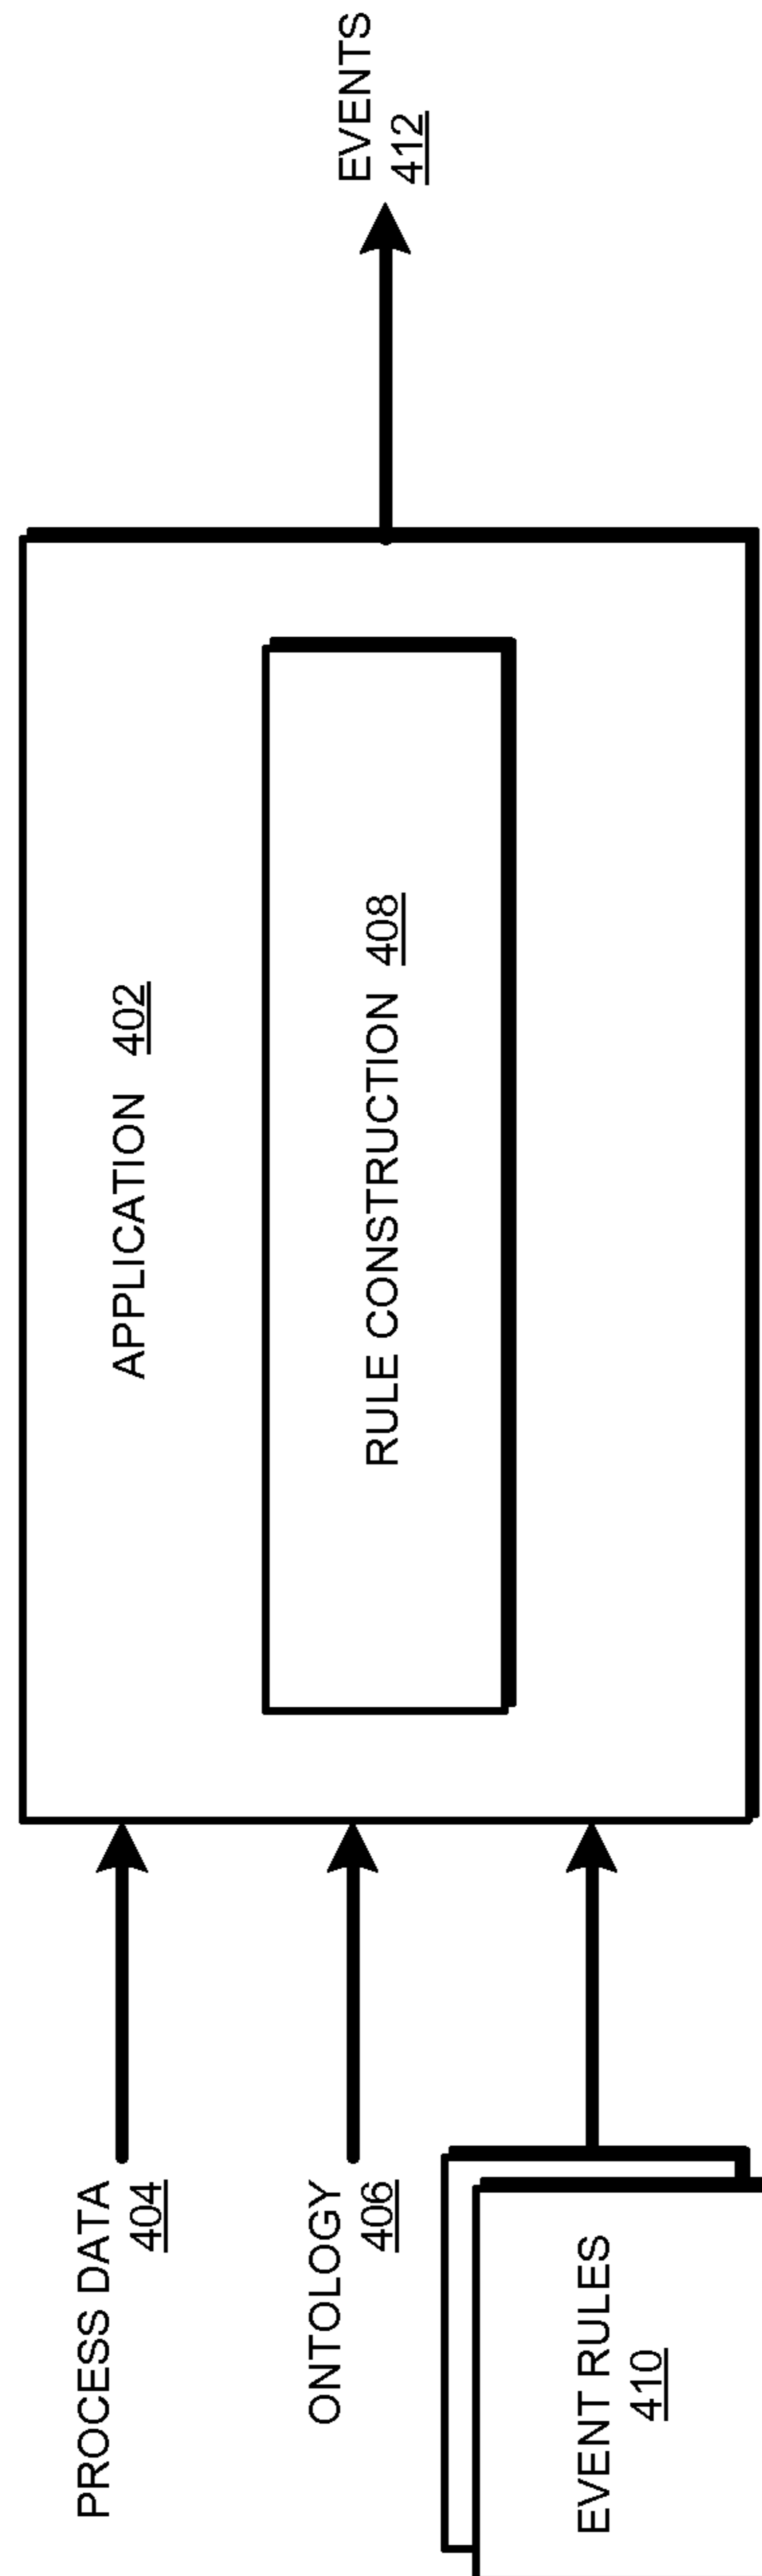 PROCESS DATA
404
ONTOLOGY
406
EVENT RULES
410
APPLICATION 402
RULE CONSTRUCTION 408
EVENTS
412